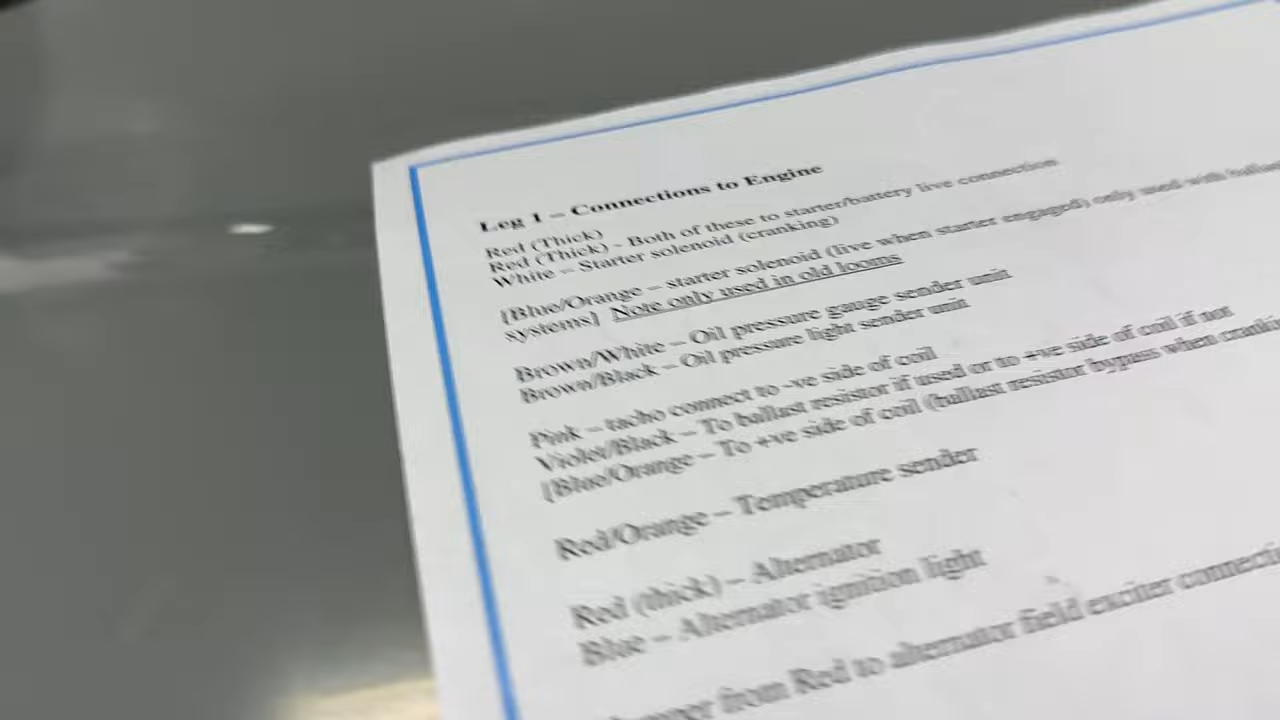 Leg 1 – Connections to Engine
Red (Thick)
Red (Thick) - Both of these to starter/battery live connection
White – Starter solenoid (cranking)
[Blue/Orange – starter solenoid (live when starter engaged) only used with
systems] Note only used in old looms
Brown/White – Oil pressure gauge sender unit
Brown/Black – Oil pressure light sender unit
Pink – tacho connect to -ve side of coil
Violet/Black – To ballast resistor if used or to +ve side of coil if not
[Blue/Orange – To +ve side of coil (ballast resistor bypass when
Red/Orange – Temperature sender
Red (thick) – Alternator
Blue – Alternator ignition light
from Red to alternator field exciter